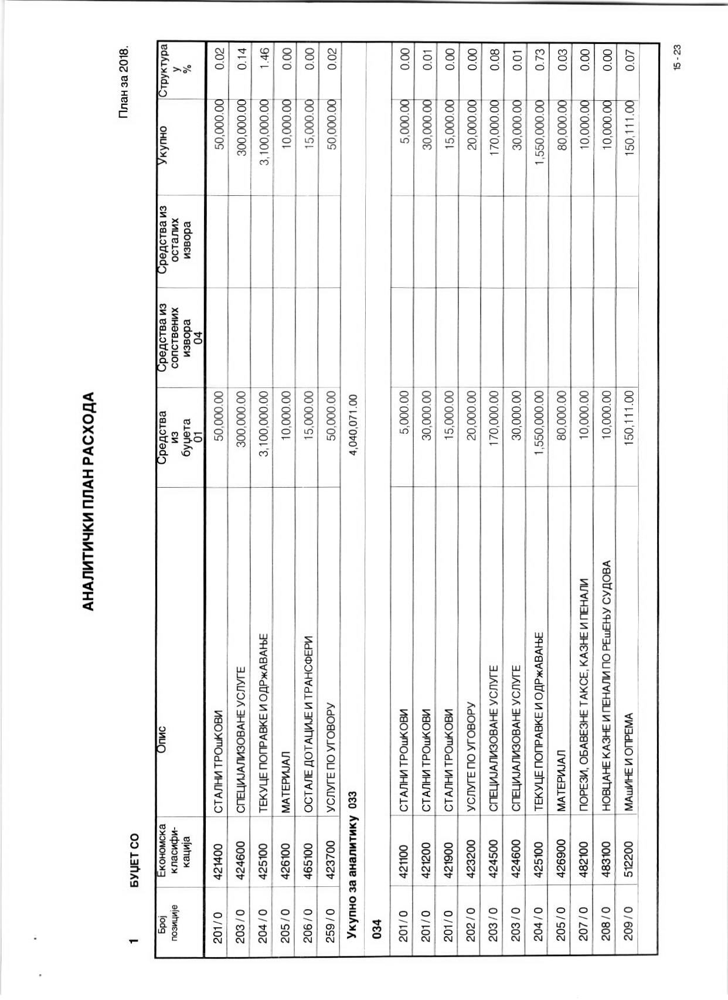 АНАЛИТИЧКИ ПЛАН РАСХОДА
План за 2018.
1 БУЏЕТ СО
Број позиције Економска класифи-кација Опис Средства из буџета 01 Средства из сопствених извора 04 Средства из осталих извора Укупно Структура у %
201 / 0 421400 СТАЛНИ ТРОшКОВИ 50,000.00 50,000.00 0.02
203 / 0 424600 СПЕЦИЈАЛИЗОВАНЕ УСЛУГЕ 300,000.00 300,000.00 0.14
204 / 0 425100 ТЕКУЦЕ ПОПРАВКЕ И ОДРжАВАЊЕ 3,100,000.00 3,100,000.00 1.46
205 / 0 426100 МАТЕРИЈАЛ 10,000.00 10,000.00 0.00
206 / 0 465100 ОСТАЛЕ ДОТАЦИЈЕ И ТРАНСФЕРИ 15,000.00 15,000.00 0.00
259 / 0 423700 УСЛУГЕ ПО УГОВОРУ 50,000.00 50,000.00 0.02
Укупно за аналитику 033 4,040,071.00
034
201 / 0 421100 СТАЛНИ ТРОшКОВИ 5,000.00 5,000.00 0.00
201 / 0 421200 СТАЛНИ ТРОшКОВИ 30,000.00 30,000.00 0.01
201 / 0 421900 СТАЛНИ ТРОшКОВИ 15,000.00 15,000.00 0.00
202 / 0 423200 УСЛУГЕ ПО УГОВОРУ 20,000.00 20,000.00 0.00
203 / 0 424500 СПЕЦИЈАЛИЗОВАНЕ УСЛУГЕ 170,000.00 170,000.00 0.08
203 / 0 424600 СПЕЦИЈАЛИЗОВАНЕ УСЛУГЕ 30,000.00 30,000.00 0.01
204 / 0 425100 ТЕКУЦЕ ПОПРАВКЕ И ОДРжАВАЊЕ 1,550,000.00 1,550,000.00 0.73
205 / 0 426900 МАТЕРИЈАЛ 80,000.00 80,000.00 0.03
207 / 0 482100 ПОРЕЗИ, ОБАВЕЗНЕ ТАКСЕ, КАЗНЕ И ПЕНАЛИ 10,000.00 10,000.00 0.00
208 / 0 483100 НОВЦАНЕ КАЗНЕ И ПЕНАЛИ ПО РЕшЕЊУ СУДОВА 10,000.00 10,000.00 0.00
209 / 0 512200 МАшИНЕ И ОПРЕМА 150,111.00 150,111.00 0.07
15 - 23